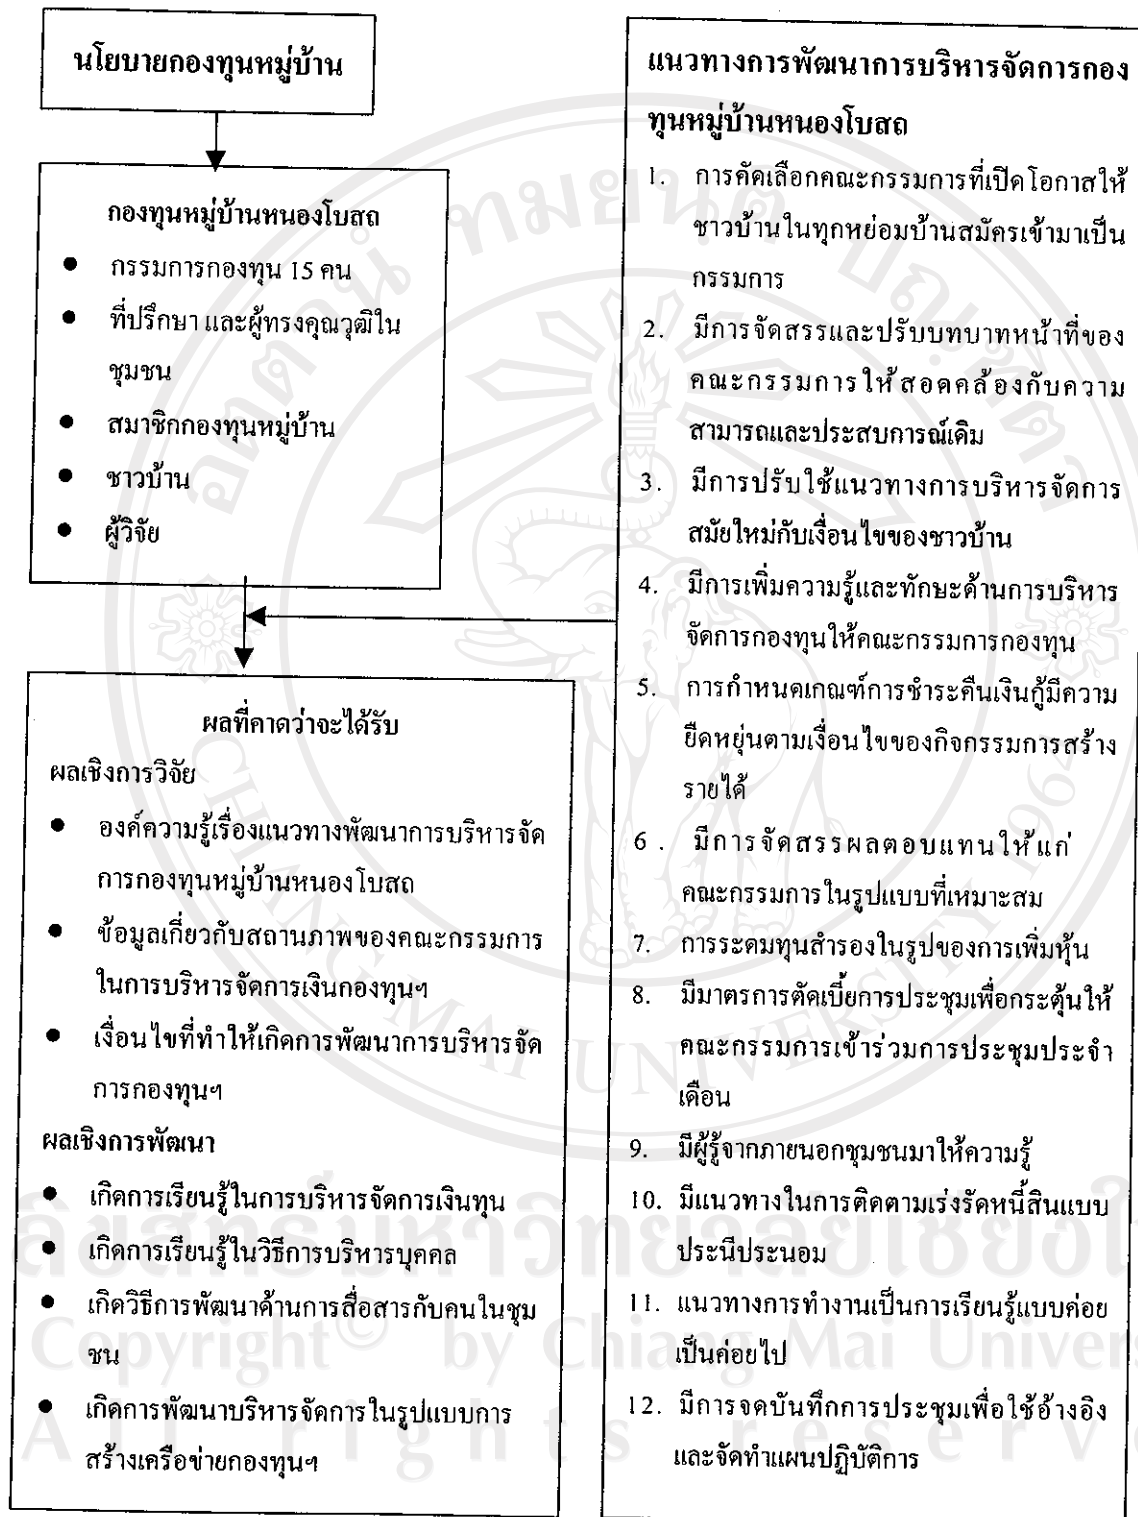 นโยบายกองทุนหมู่บ้าน
กองทุนหมู่บ้านหนองโบสถ
● กรรมการกองทุน 15 คน
● ที่ปรึกษา และผู้ทรงคุณวุฒิใน
ชุมชน
● สมาชิกกองทุนหมู่บ้าน
● ชาวบ้าน
● ผู้วิจัย
ผลที่คาดว่าจะได้รับ
ผลเชิงการวิจัย
● องค์ความรู้เรื่องแนวทางพัฒนาการบริหารจัด
การกองทุนหมู่บ้านหนองโบสถ
● ข้อมูลเกี่ยวกับสถานภาพของคณะกรรมการ
ในการบริหารจัดการเงินกองทุนฯ
● เงื่อนไขที่ทำให้เกิดการพัฒนาการบริหารจัด
การกองทุนฯ
ผลเชิงการพัฒนา
● เกิดการเรียนรู้ในการบริหารจัดการเงินทุน
● เกิดการเรียนรู้ในวิธีการบริหารบุคคล
● เกิดวิธีการพัฒนาด้านการสื่อสารกับคนในชุม
ชน
● เกิดการพัฒนาบริหารจัดการในรูปแบบการ
สร้างเครือข่ายกองทุนฯ
แนวทางการพัฒนาการบริหารจัดการกอง
ทุนหมู่บ้านหนองโบสถ
1. การคัดเลือกคณะกรรมการที่เปิดโอกาสให้
ชาวบ้านในทุกหย่อมบ้านสมัครเข้ามาเป็น
กรรมการ
2. มีการจัดสรรและปรับบทบาทหน้าที่ของ
คณะกรรมการให้สอดคล้องกับความ
สามารถและประสบการณ์เดิม
3. มีการปรับใช้แนวทางการบริหารจัดการ
สมัยใหม่กับเงื่อนไขของชาวบ้าน
4. มีการเพิ่มความรู้และทักษะด้านการบริหาร
จัดการกองทุนให้คณะกรรมการกองทุน
5. การกำหนดเกณฑ์การชำระคืนเงินกู้มีความ
ยืดหยุ่นตามเงื่อนไขของกิจกรรมการสร้าง
รายได้
6 . มีการจัดสรรผลตอบแทนให้แก่
คณะกรรมการในรูปแบบที่เหมาะสม
7. การระดมทุนสำรองในรูปของการเพิ่มหุ้น
8. มีมาตรการตัดเบี้ยการประชุมเพื่อกระตุ้นให้
คณะกรรมการเข้าร่วมการประชุมประจำ
เดือน
9. มีผู้รู้จากภายนอกชุมชนมาให้ความรู้
10. มีแนวทางในการติดตามเร่งรัดหนี้สินแบบ
ประนีประนอม
11. แนวทางการทำงานเป็นการเรียนรู้แบบค่อย
เป็นค่อยไป
12. มีการจดบันทึกการประชุมเพื่อใช้อ้างอิง
และจัดทำแผนปฏิบัติการ
CHIANG MAI UNIVERSITY 1964
ลิขสิทธิ์มหาวิทยาลัยเชียงให
Copyright© by Chiang Mai Univers
All rights reserve